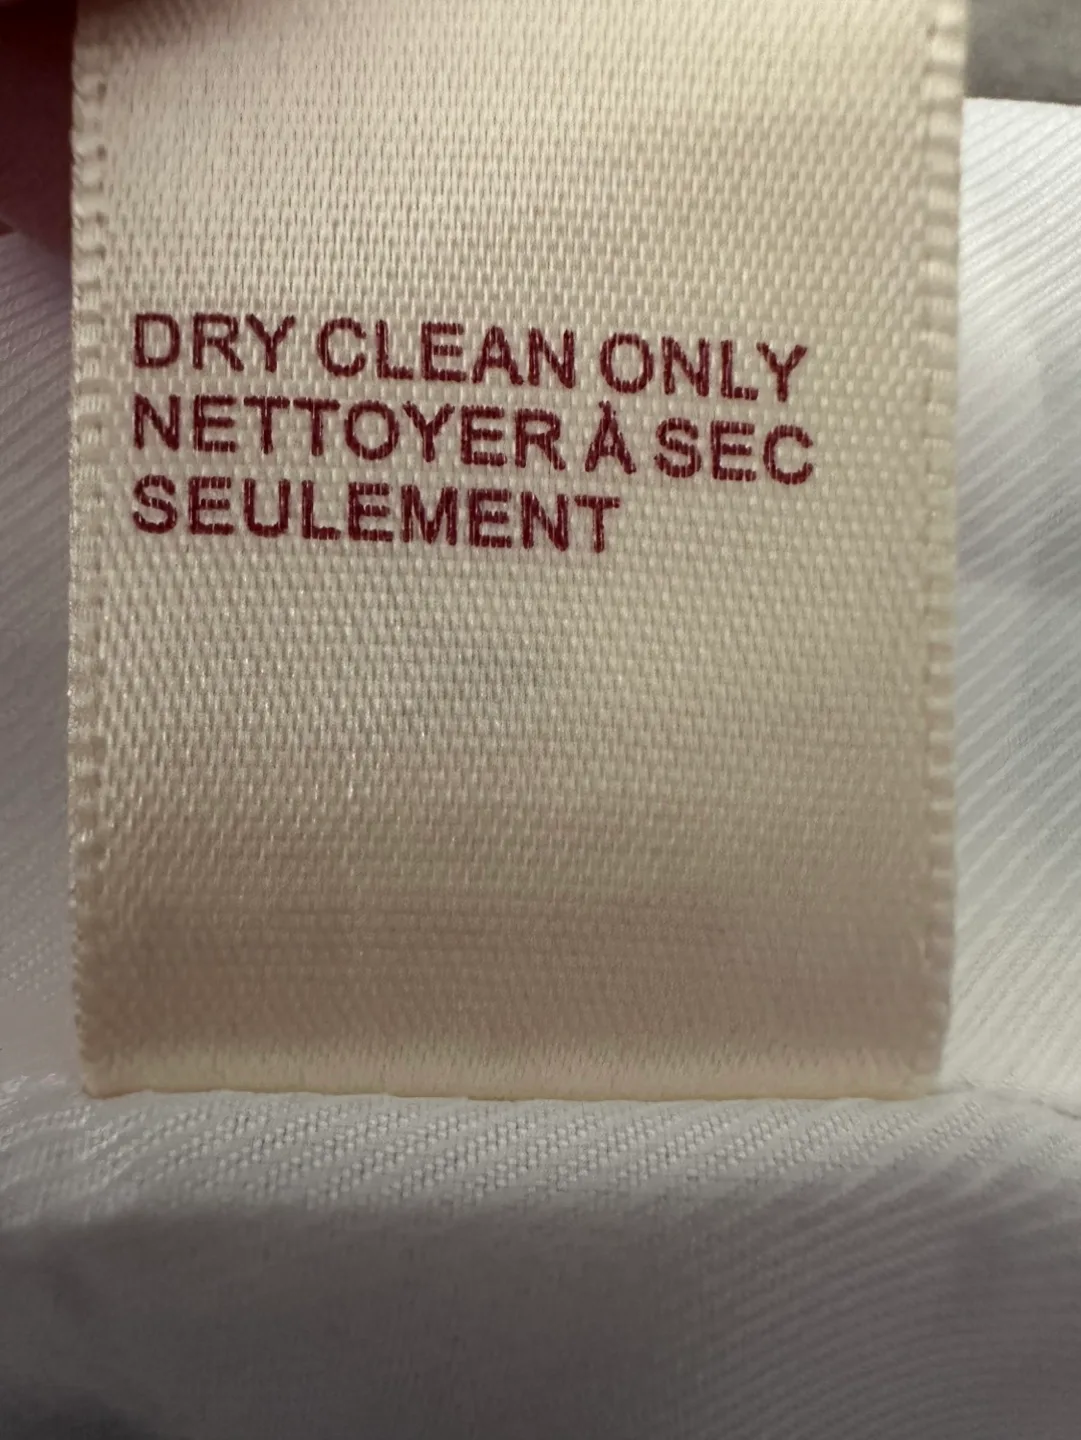 DRY CLEAN ONLY
NETTOYER À SEC
SEULEMENT